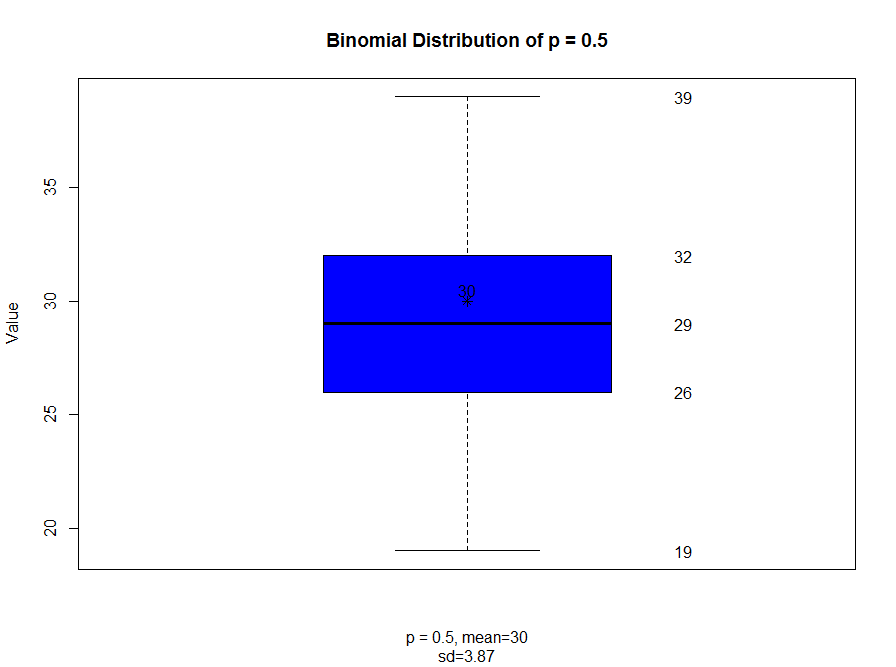 Binomial Distribution of p = 0.5
39
35
32
30
30
Value
29
26
25
20
19
p = 0.5, mean=30
sd=3.87